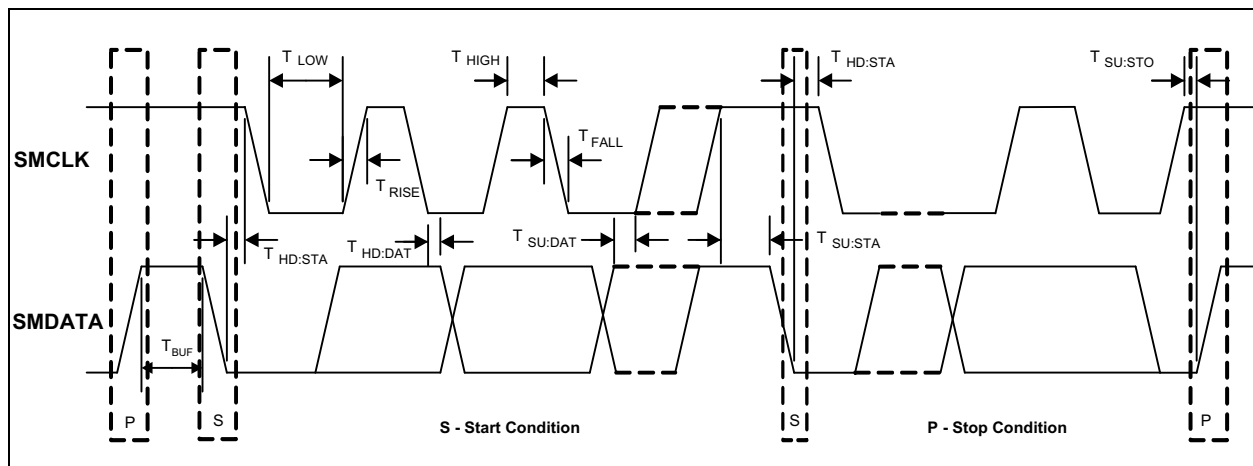 T LOW
T HIGH
T HD:STA
T SU:STO
SMCLK
T FALL
T RISE
T HD:STA
T HD:DAT
T SU:DAT
T SU:STA
SMDATA
T BUF
P
S
S - Start Condition
S
P - Stop Condition
P